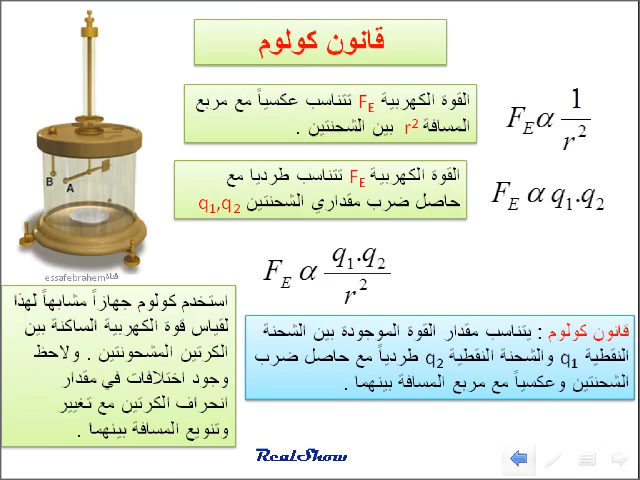 قانون كولوم
القوة الكهربية FE تتناسب عكسياً مع مربع
المسافة r2 بين الشحنتين .
FE α 1/r2
القوة الكهربية FE تتناسب طرديا مع
حاصل ضرب مقداري الشحنتين q1,q2
FE α q1.q2
B
A
essafebrahem قناة
FE α q1.q2/r2
استخدم كولوم جهازاً مشابهاً لهذا
لقياس قوة الكهربية الساكنة بين
الكرتين المشحونتين . ولاحظ
وجود اختلافات في مقدار
انحراف الكرتين مع تغيير
وتنويع المسافة بينهما .
قانون كولوم : يتناسب مقدار القوة الموجودة بين الشحنة
النقطية q1 والشحنة النقطية q2 طردياً مع حاصل ضرب
الشحنتين وعكسياً مع مربع المسافة بينهما .
RealShow